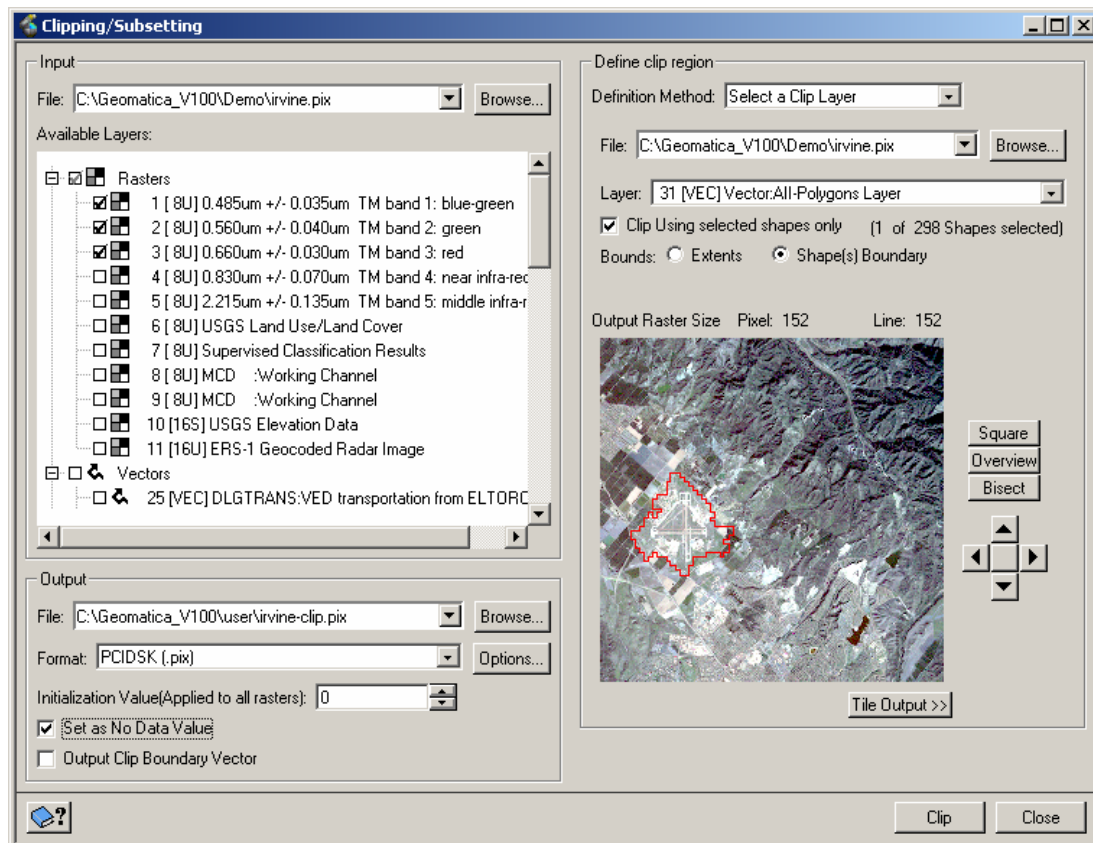 Clipping/Subsetting
Input
File: C:\Geomatica_V100\Demo\irvine.pix Browse...
Available Layers:
Rasters
1 [ 8U] 0.485um +/- 0.035um TM band 1: blue-green
2 [ 8U] 0.560um +/- 0.040um TM band 2: green
3 [ 8U] 0.660um +/- 0.030um TM band 3: red
4 [ 8U] 0.830um +/- 0.070um TM band 4: near infra-rec
5 [ 8U] 2.215um +/- 0.135um TM band 5: middle infra-r
6 [ 8U] USGS Land Use/Land Cover
7 [ 8U] Supervised Classification Results
8 [ 8U] MCD :Working Channel
9 [ 8U] MCD :Working Channel
10 [16S] USGS Elevation Data
11 [16U] ERS-1 Geocoded Radar Image
Vectors
25 [VEC] DLGTRANS:VED transportation from ELTORC
Output
File: C:\Geomatica_V100\user\irvine-clip.pix Browse...
Format: PCIDSK (.pix) Options...
Initialization Value(Applied to all rasters): 0
Set as No Data Value
Output Clip Boundary Vector
Define clip region
Definition Method: Select a Clip Layer
File: C:\Geomatica_V100\Demo\irvine.pix Browse...
Layer: 31 [VEC] Vector:All-Polygons Layer
Clip Using selected shapes only (1 of 298 Shapes selected)
Bounds: Extents Shape(s) Boundary
Output Raster Size Pixel: 152 Line: 152
Square
Overview
Bisect
Tile Output >>
?
Clip Close